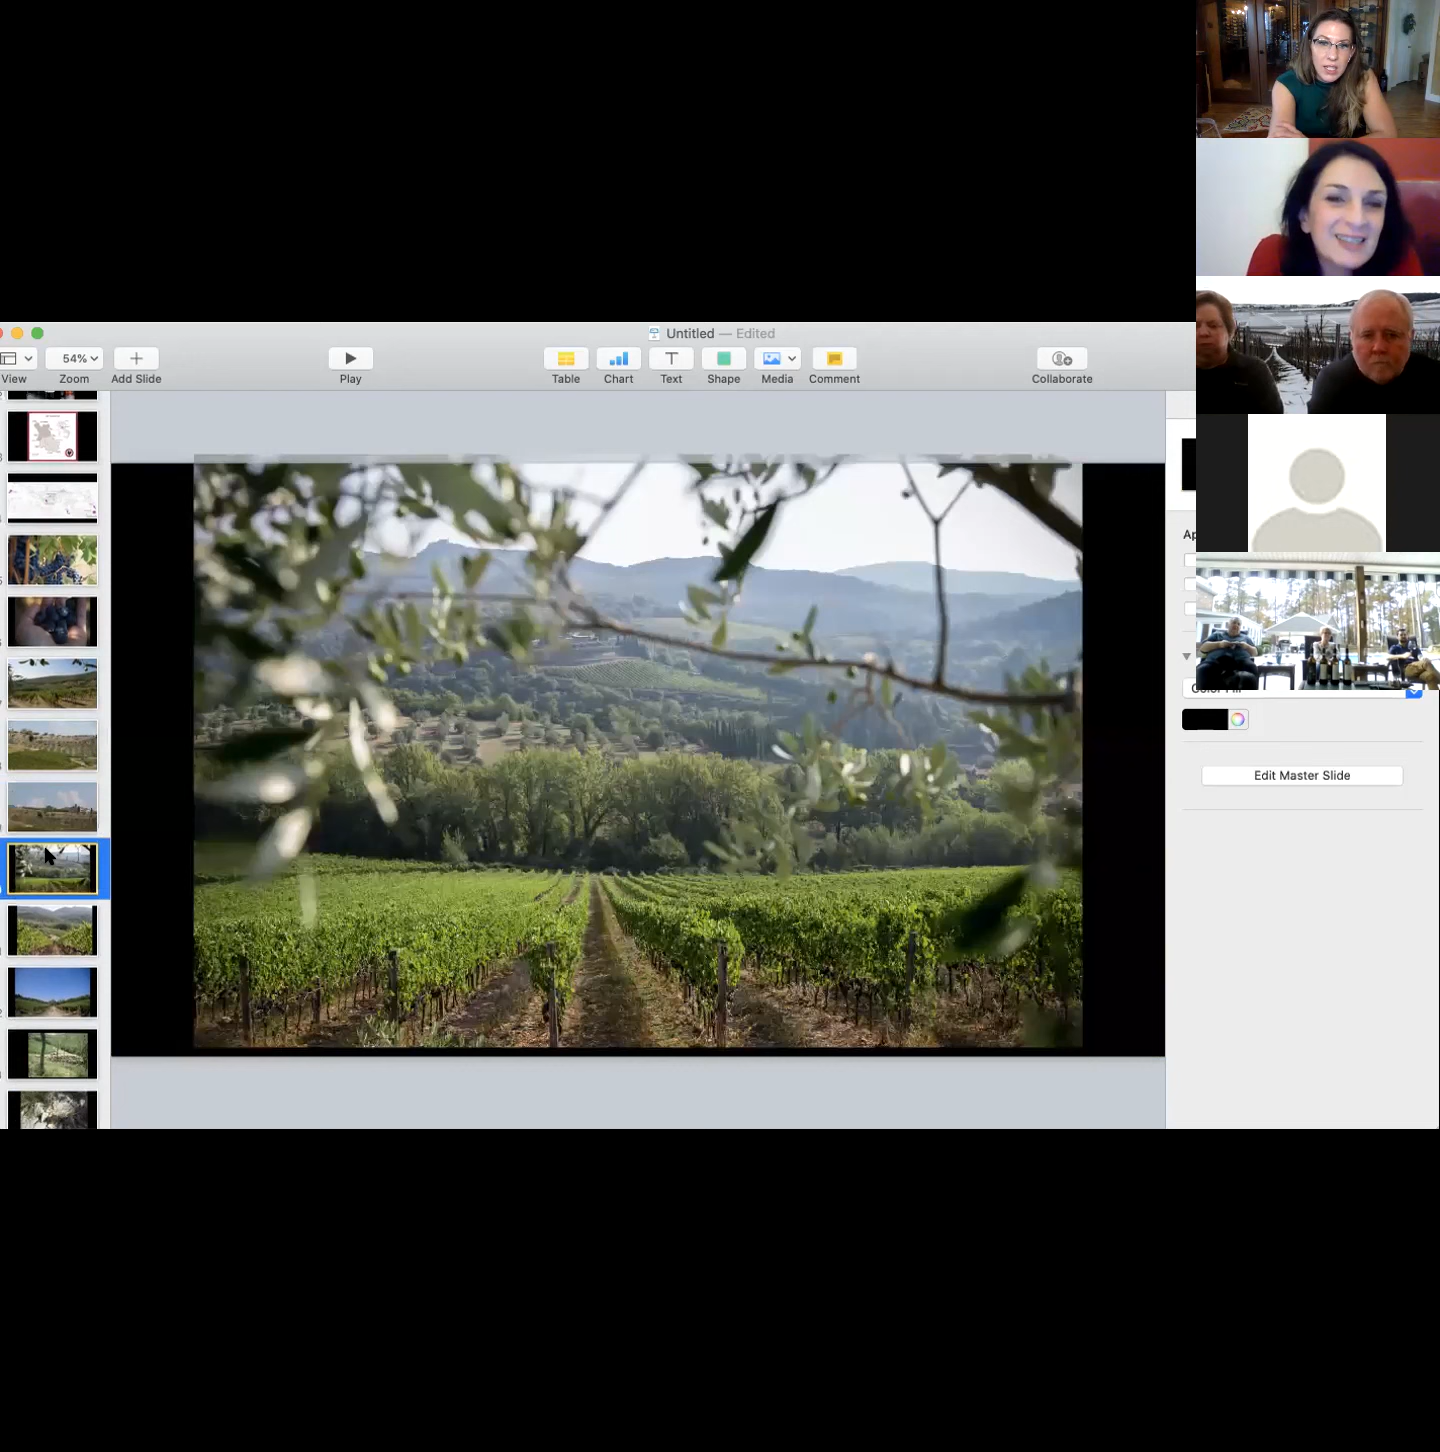 Untitled — Edited
54%
View
Zoom
Add Slide
Play
Table
Chart
Text
Shape
Media
Comment
Collaborate
Edit Master Slide